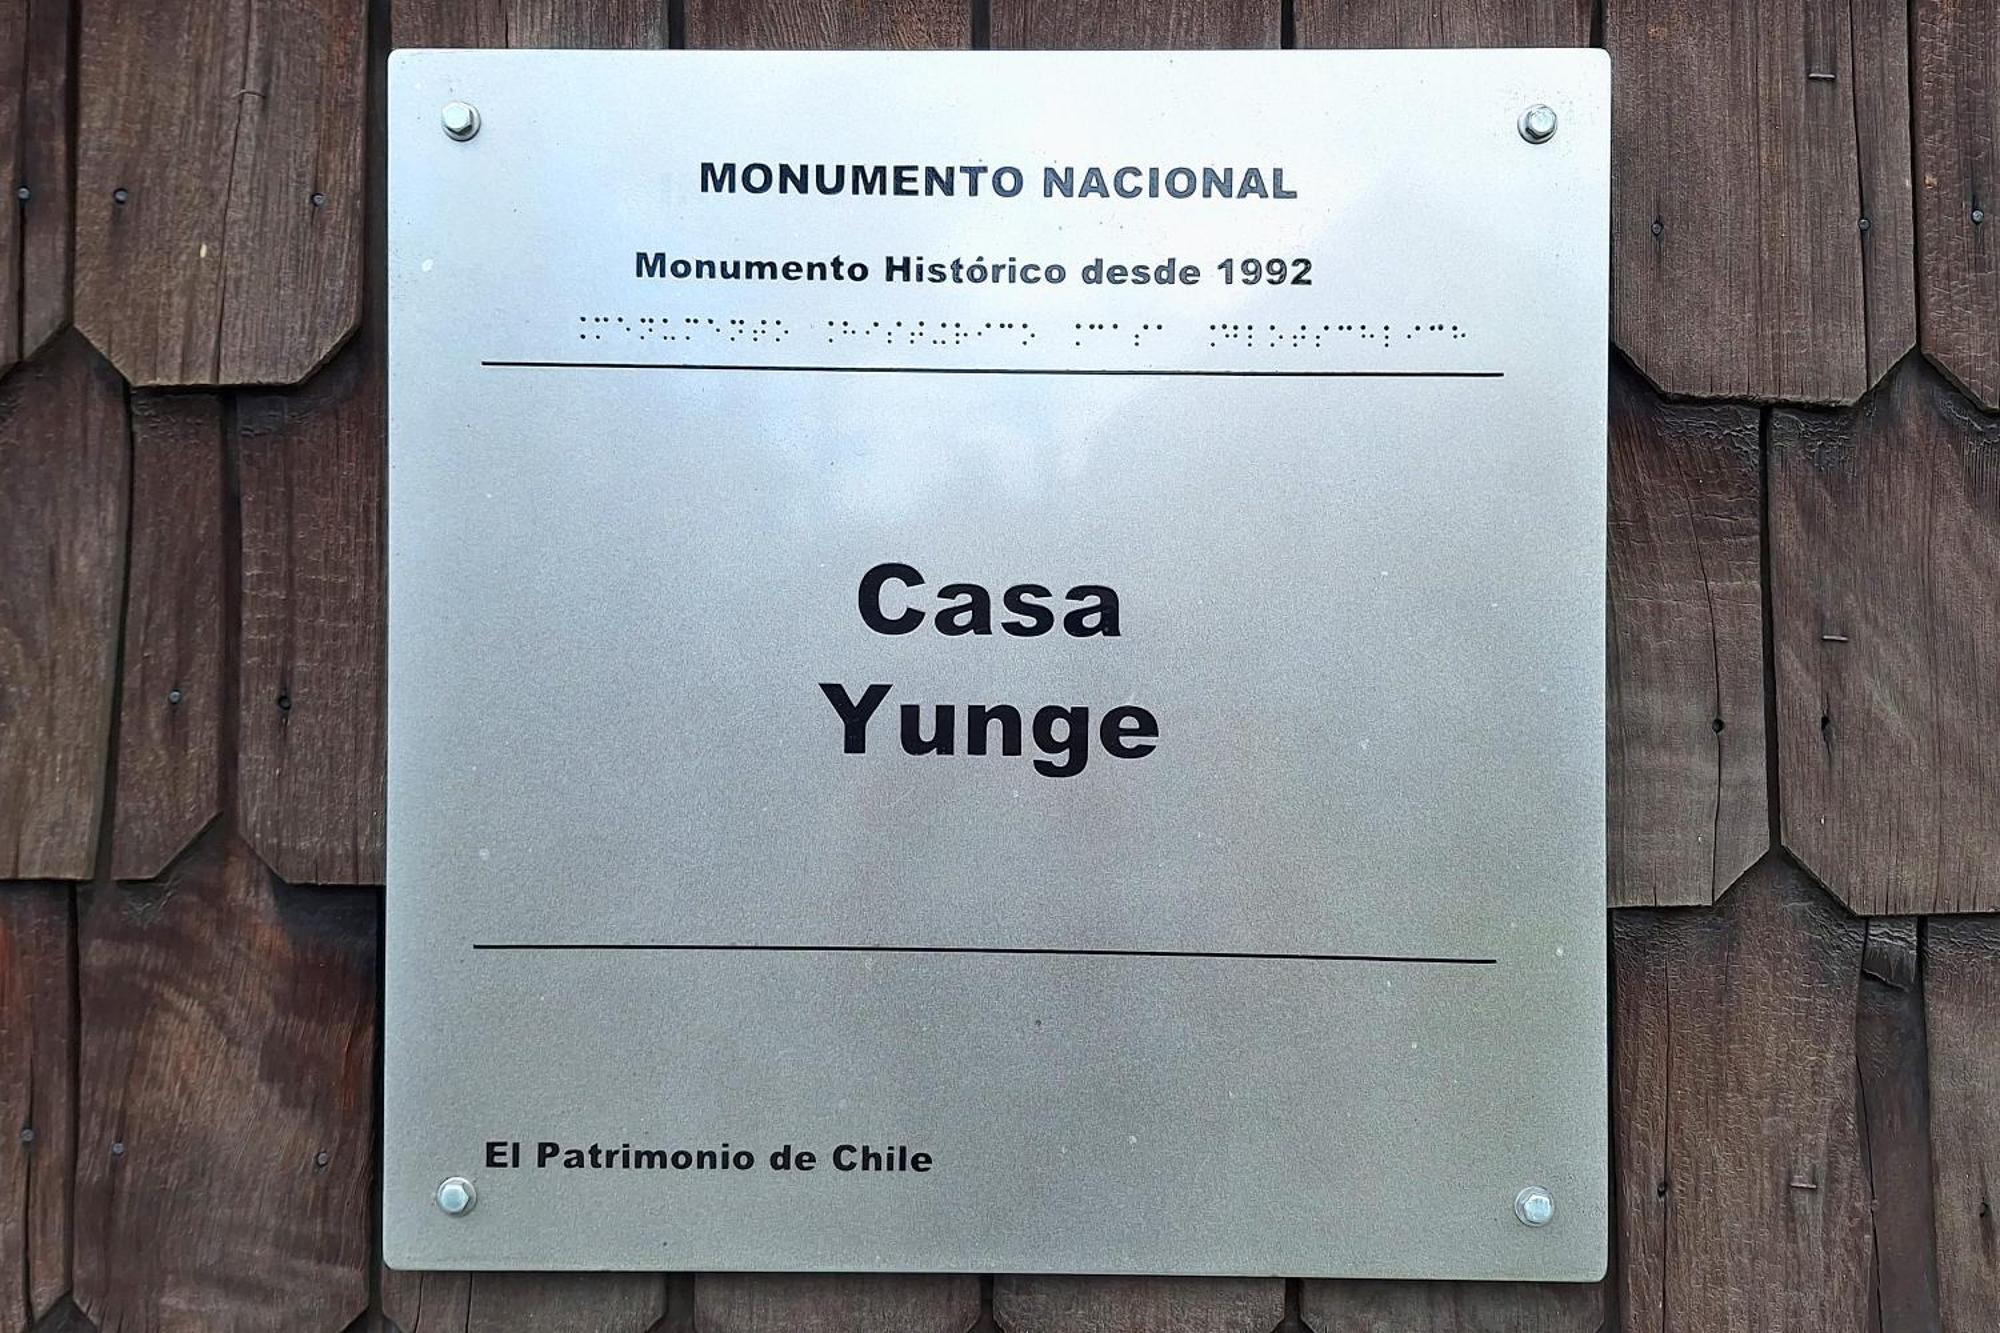 MONUMENTO NACIONAL
Monumento Histórico desde 1992
Casa
Yunge
El Patrimonio de Chile